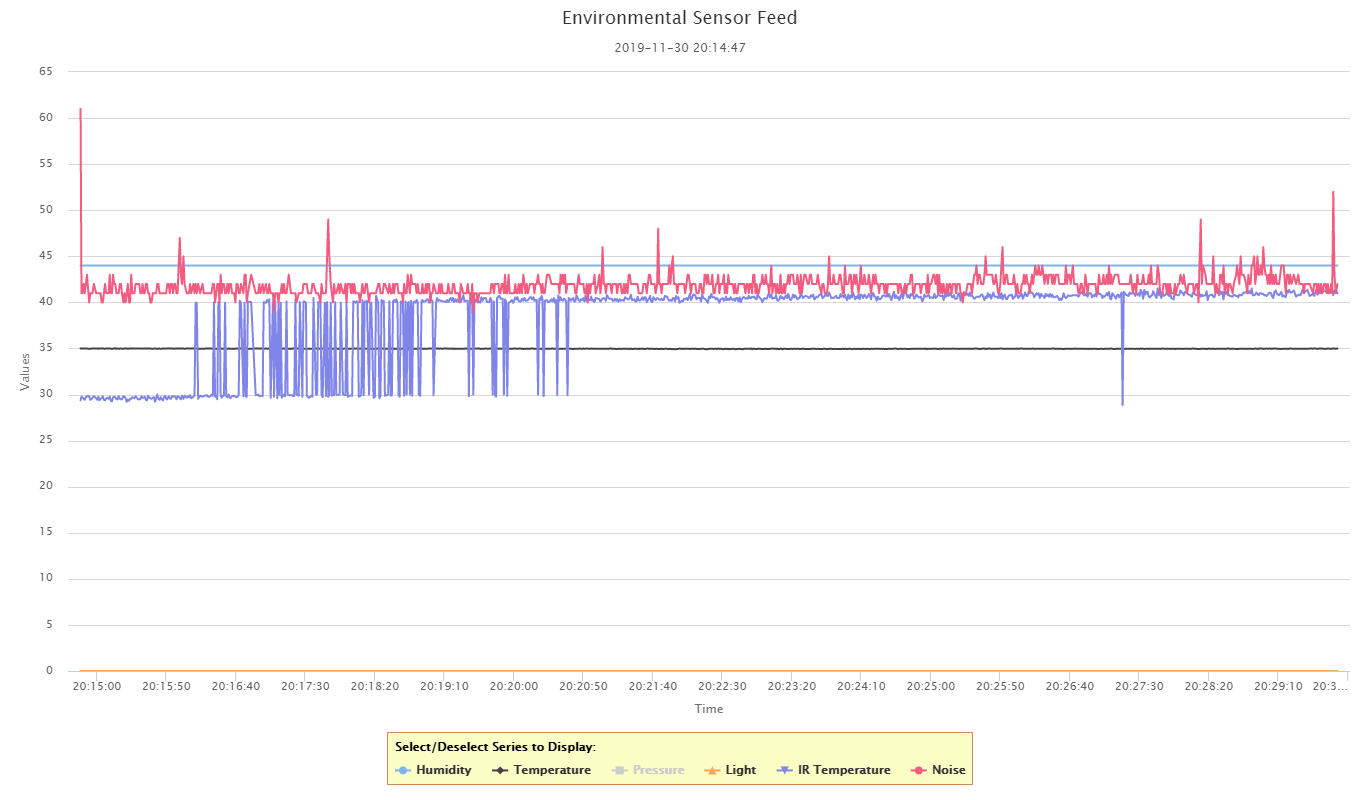 Environmental Sensor Feed
2019-11-30 20:14:47
65
60
55
50
45
40
35
30
25
20
15
10
5
0
Values
20:15:00 20:15:50 20:16:40 20:17:30 20:18:20 20:19:10 20:20:00 20:20:50 20:21:40 20:22:30 20:23:20 20:24:10 20:25:00 20:25:50 20:26:40 20:27:30 20:28:20 20:29:10 20:3...
Time
Select/Deselect Series to Display:
Humidity Temperature Pressure Light IR Temperature Noise